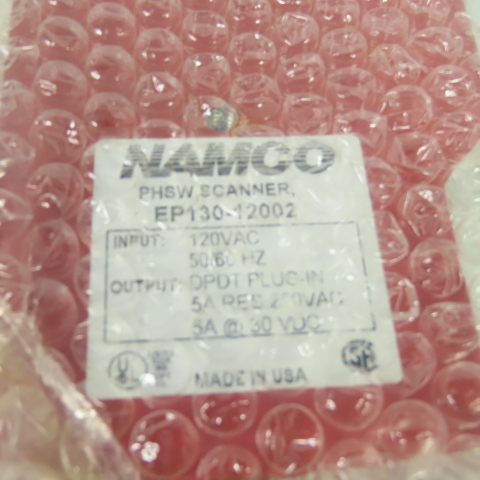 NAMCO
PHSW SCANNER,
EP130-12002
INPUT: 120VAC
50/60 HZ
OUTPUT: DPDT PLUG-IN
5A RES 250VAC
5A @ 30 VDC
MADE IN USA